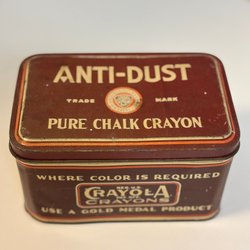 ANTI-DUST
TRADE MARK
PURE CHALK CRAYON
WHERE COLOR IS REQUIRED
CRAYOLA
CRAYONS
USE A GOLD MEDAL PRODUCT